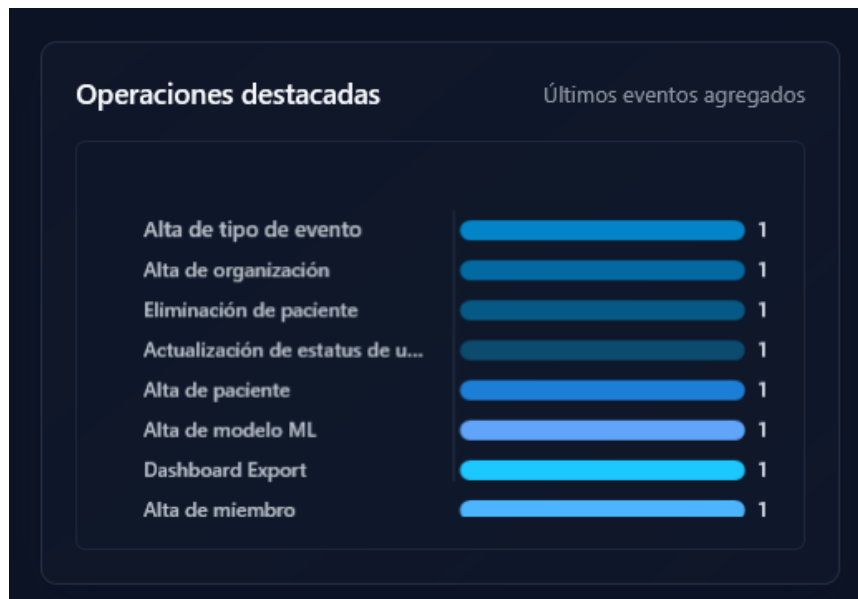 Operaciones destacadas Últimos eventos agregados
Alta de tipo de evento 1
Alta de organización 1
Eliminación de paciente 1
Actualización de estatus de u... 1
Alta de paciente 1
Alta de modelo ML 1
Dashboard Export 1
Alta de miembro 1